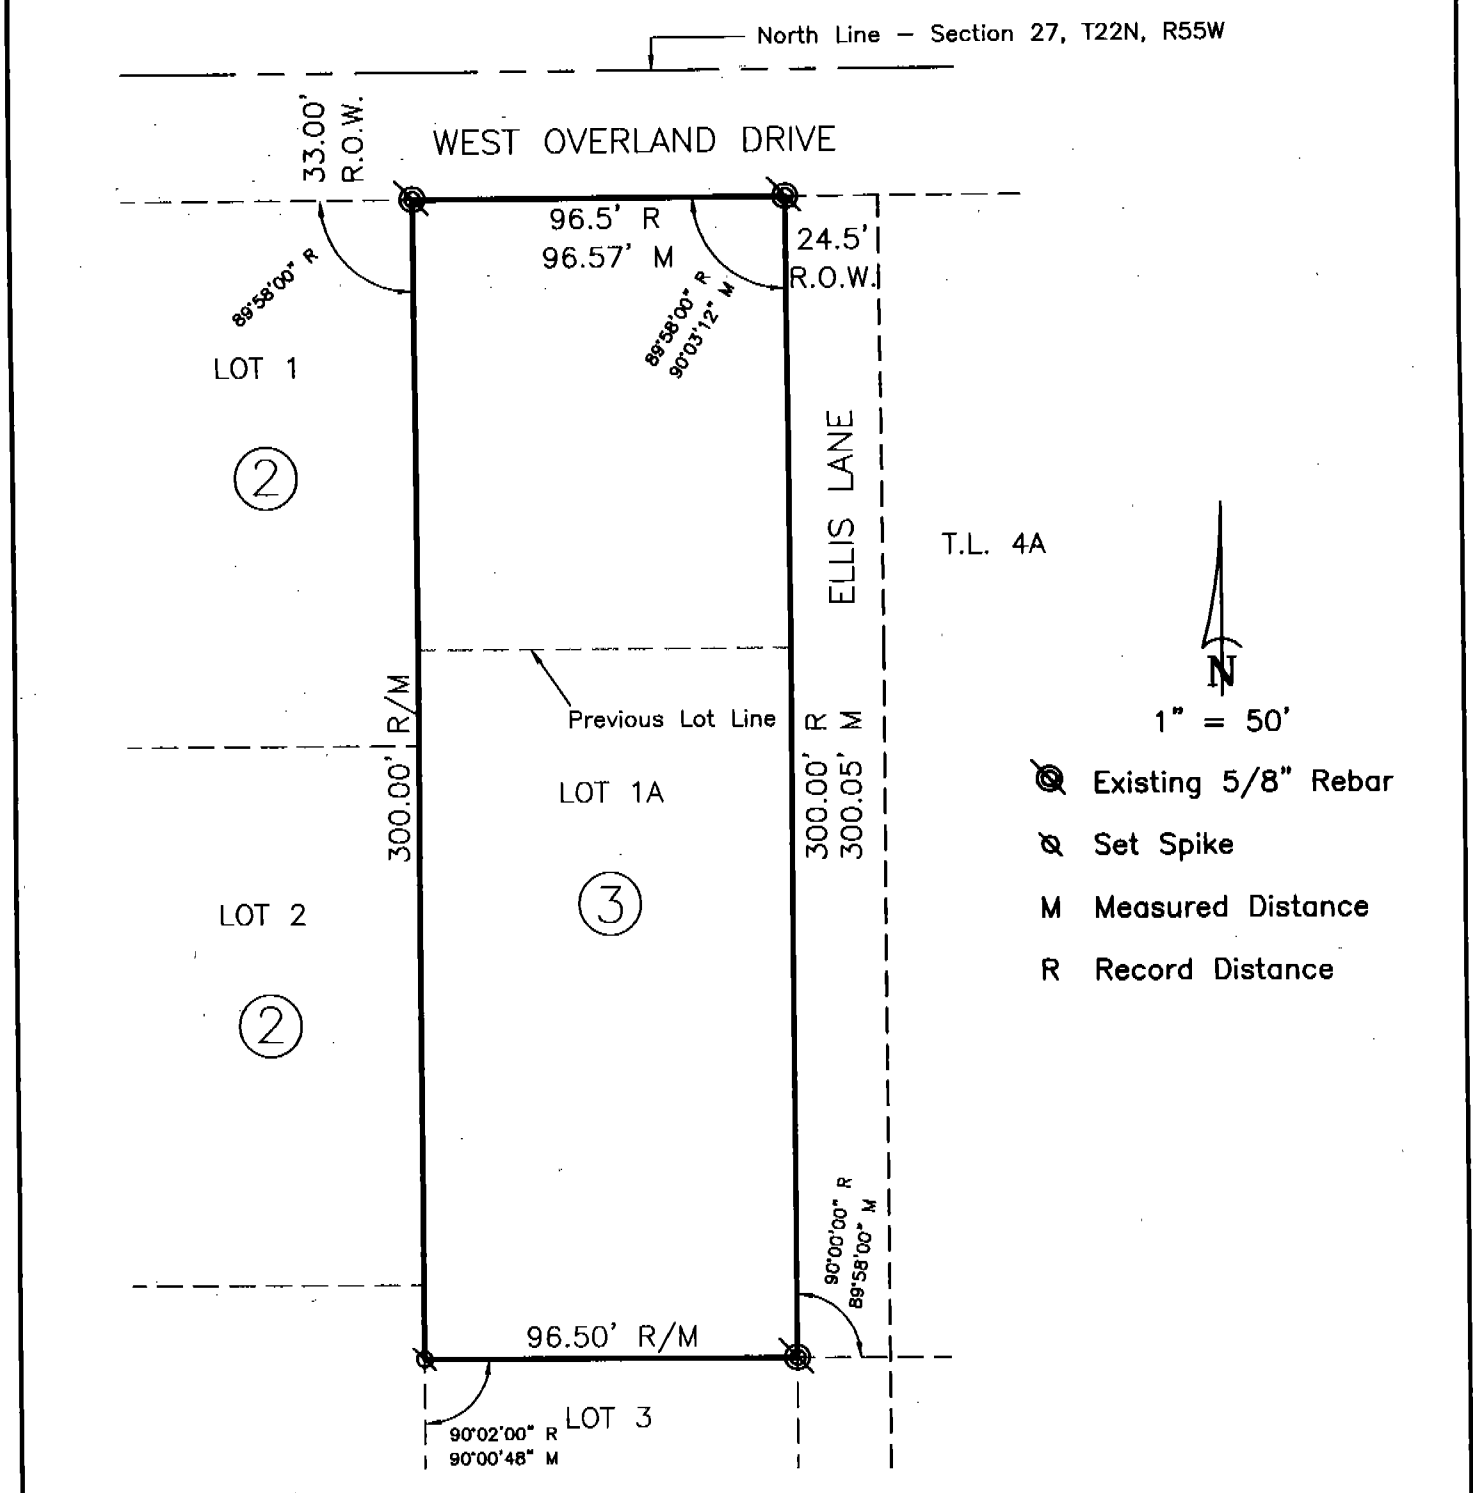 North Line – Section 27, T22N, R55W
33.00'
R.O.W.
WEST OVERLAND DRIVE
96.5' R
96.57' M
24.5'
R.O.W.
89°58'00" R
89°58'00" R
90°03'12" M
LOT 1
2
ELLIS LANE
T.L. 4A
N
1" = 50'
Previous Lot Line
300.00' R/M
300.00' R
300.05' M
LOT 1A
3
Existing 5/8" Rebar
Set Spike
M Measured Distance
R Record Distance
LOT 2
2
90°00'00" R
89°58'00" M
96.50' R/M
LOT 3
90°02'00" R
90°00'48" M